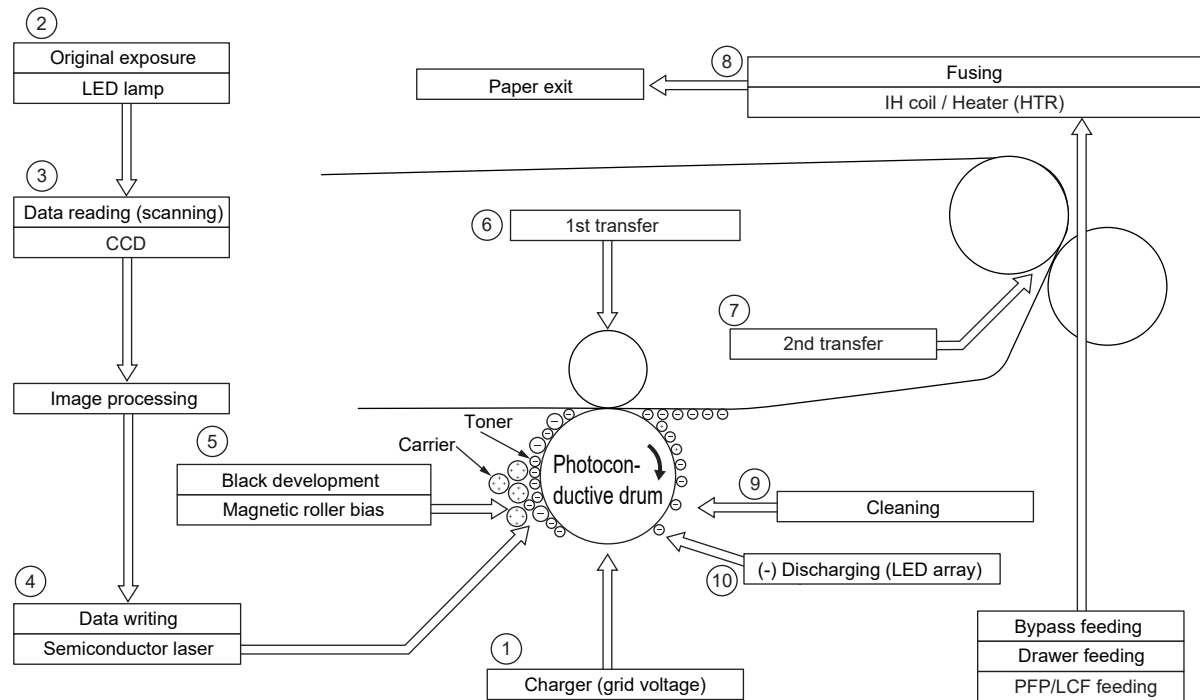 2
Original exposure
LED lamp
8
Fusing
IH coil / Heater (HTR)
Paper exit
3
Data reading (scanning)
CCD
6
1st transfer
7
2nd transfer
Image processing
Toner
Carrier
5
Black development
Magnetic roller bias
Photocon-
ductive drum
9
Cleaning
(-) Discharging (LED array)
10
4
Data writing
Semiconductor laser
1
Charger (grid voltage)
Bypass feeding
Drawer feeding
PFP/LCF feeding